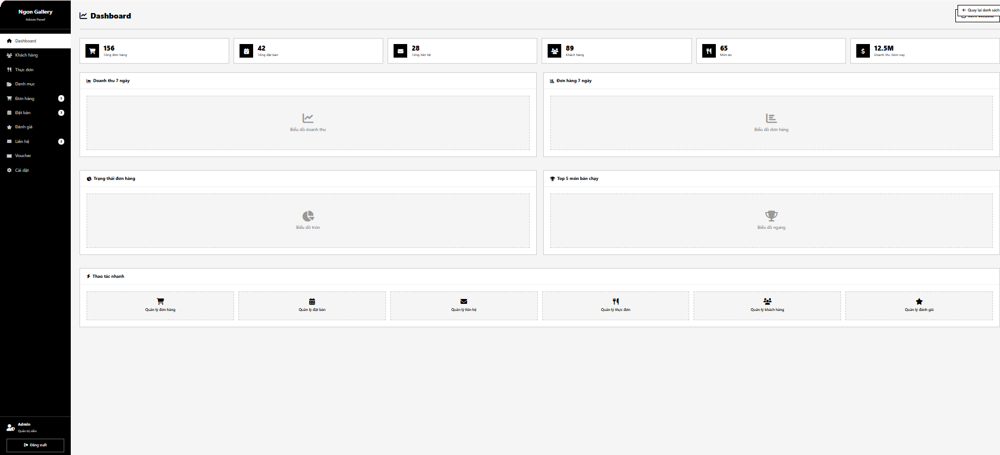 Ngon Gallery
Admin Panel
Dashboard
Khách hàng
Thực đơn
Danh mục
Đơn hàng 5
Đặt bàn 3
Đánh giá
Liên hệ 2
Voucher
Cài đặt
Admin
Quản trị viên
Đăng xuất
Dashboard
Quay lại danh sách
Xem Website
156
Tổng đơn hàng
42
Tổng đặt bàn
28
Tổng liên hệ
89
Khách hàng
65
Món ăn
12.5M
Doanh thu hôm nay
Doanh thu 7 ngày
Biểu đồ doanh thu
Đơn hàng 7 ngày
Biểu đồ đơn hàng
Trạng thái đơn hàng
Biểu đồ tròn
Top 5 món bán chạy
Biểu đồ ngang
Thao tác nhanh
Quản lý đơn hàng
Quản lý đặt bàn
Quản lý liên hệ
Quản lý thực đơn
Quản lý khách hàng
Quản lý đánh giá